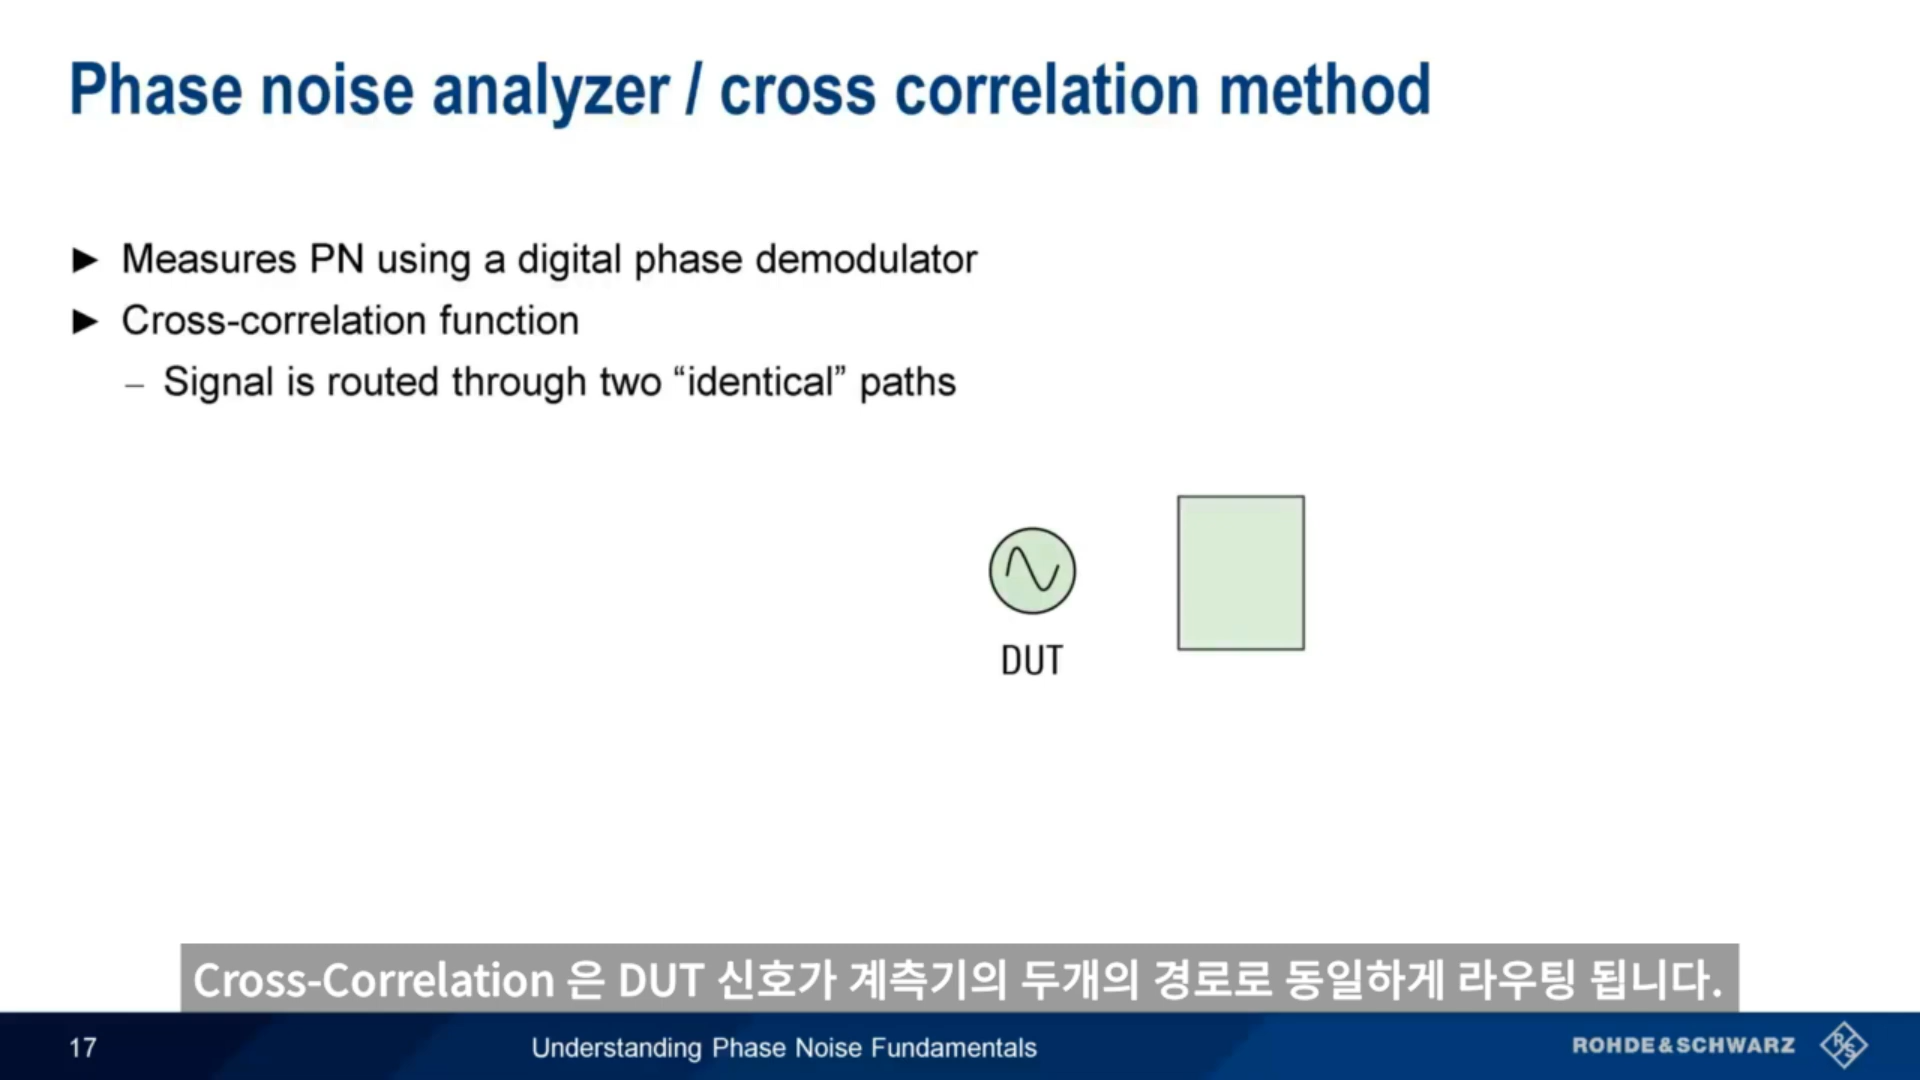 Phase noise analyzer / cross correlation method
► Measures PN using a digital phase demodulator
► Cross-correlation function
– Signal is routed through two “identical” paths
DUT
Cross-Correlation 은 DUT 신호가 계측기의 두개의 경로로 동일하게 라우팅 됩니다.
17
Understanding Phase Noise Fundamentals
ROHDE&SCHWARZ
R&S